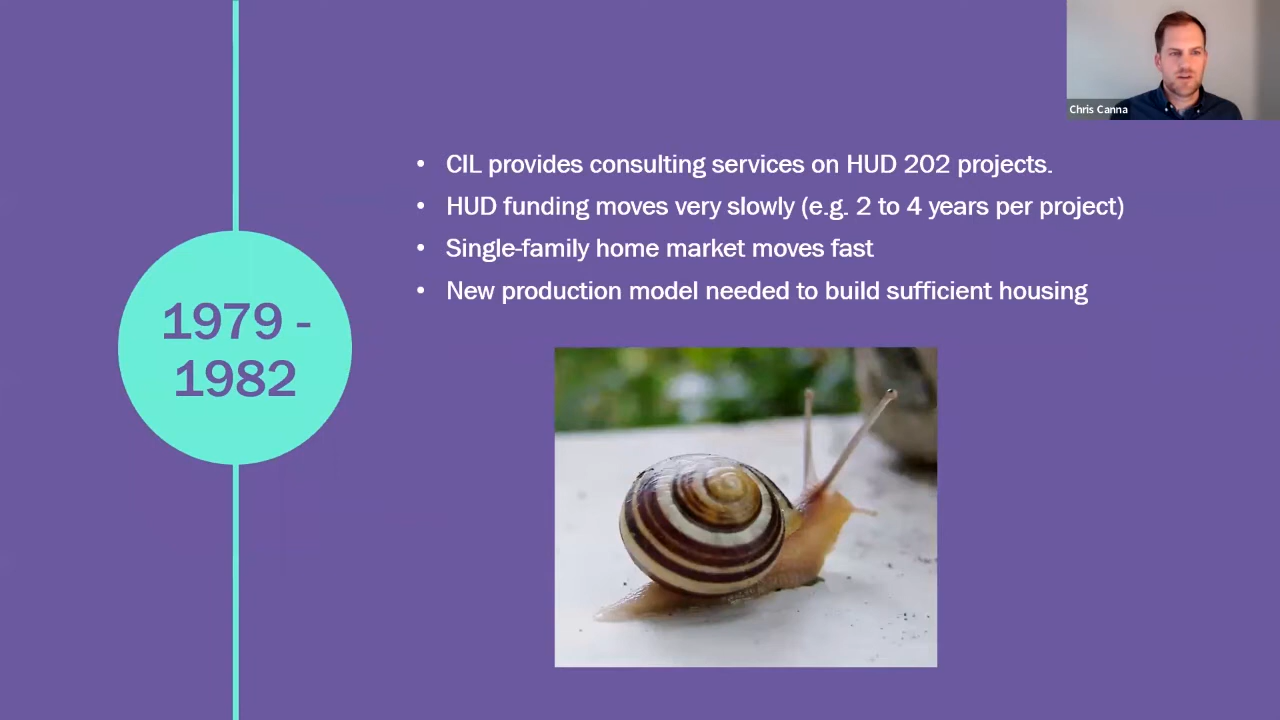 Chris Canna
• CIL provides consulting services on HUD 202 projects.
• HUD funding moves very slowly (e.g. 2 to 4 years per project)
• Single-family home market moves fast
• New production model needed to build sufficient housing
1979 -
1982